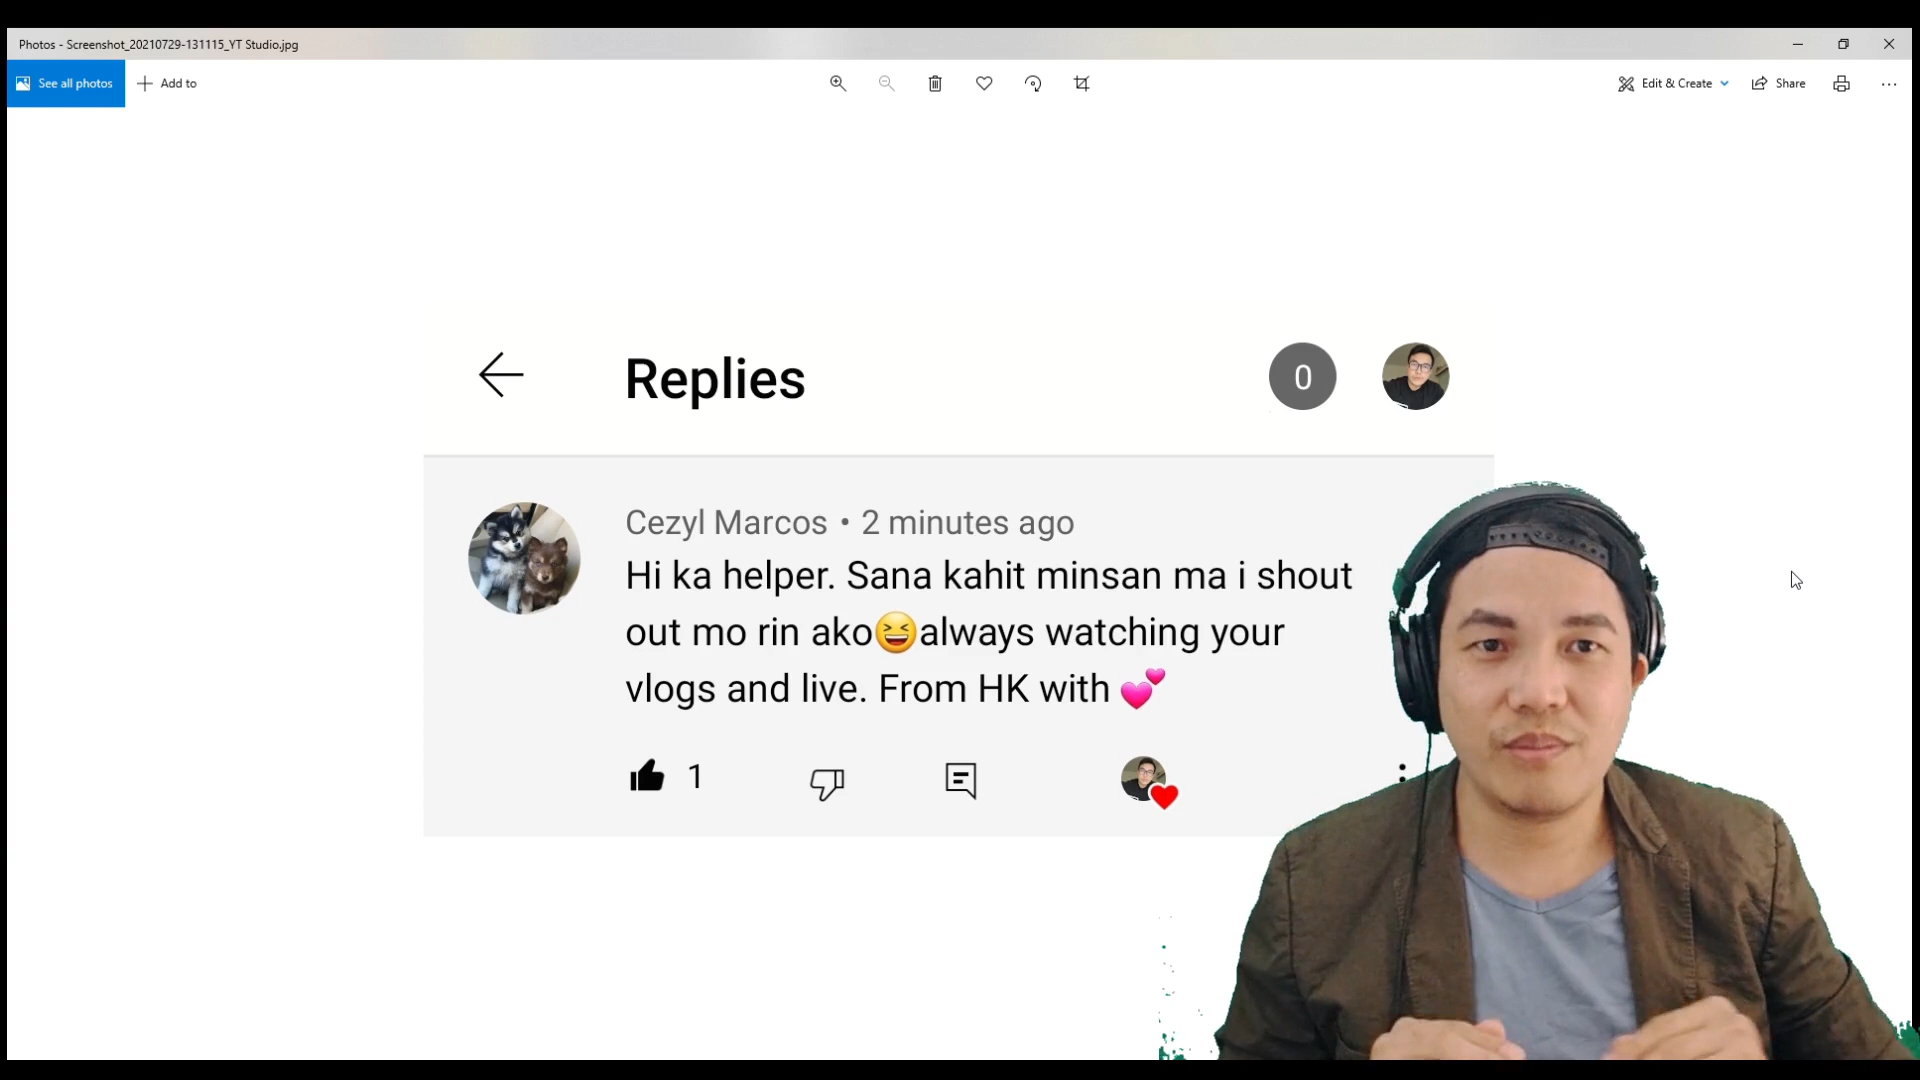 Photos - Screenshot_20210729-131115_YT Studio.jpg
See all photos
Add to
Edit & Create
Share
Replies
0
Cezyl Marcos • 2 minutes ago
Hi ka helper. Sana kahit minsan ma i shout
out mo rin ako😆always watching your
vlogs and live. From HK with 💕
1